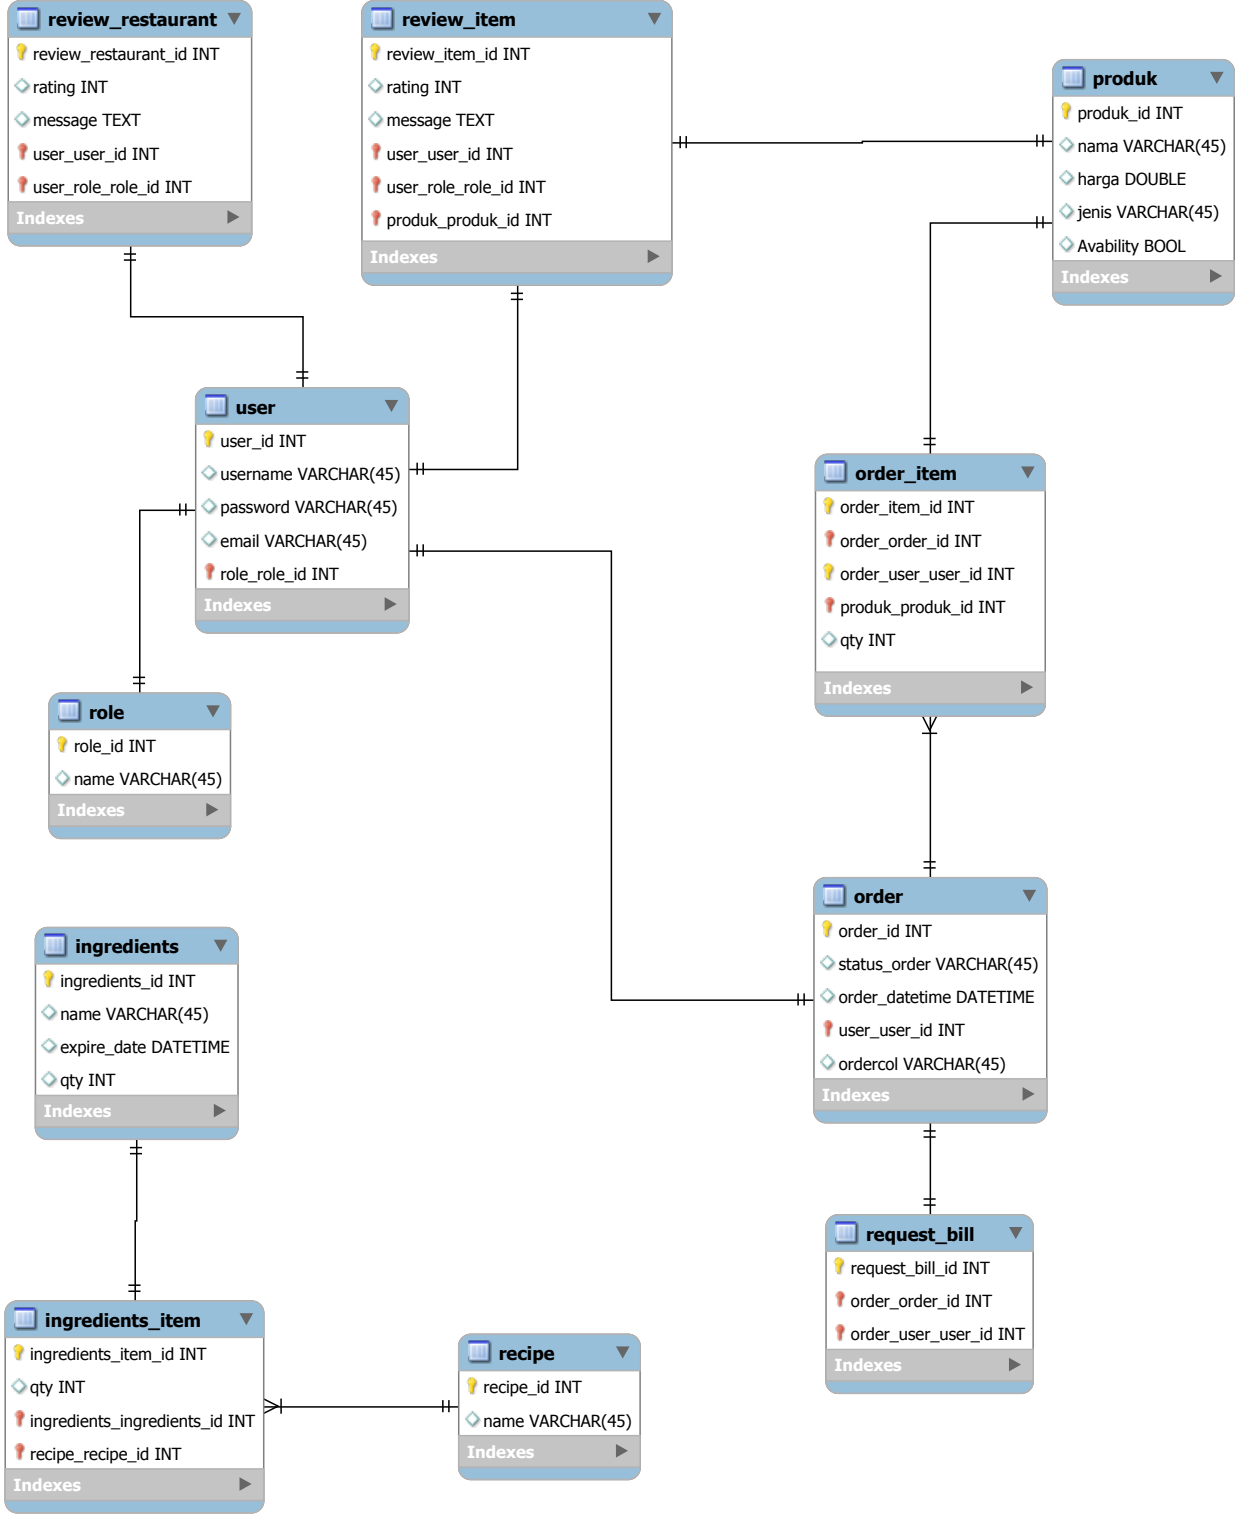 review_restaurant
review_restaurant_id INT
rating INT
message TEXT
user_user_id INT
user_role_role_id INT
Indexes
review_item
review_item_id INT
rating INT
message TEXT
user_user_id INT
user_role_role_id INT
produk_produk_id INT
Indexes
produk
produk_id INT
nama VARCHAR(45)
harga DOUBLE
jenis VARCHAR(45)
Avability BOOL
Indexes
user
user_id INT
username VARCHAR(45)
password VARCHAR(45)
email VARCHAR(45)
role_role_id INT
Indexes
order_item
order_item_id INT
order_order_id INT
order_user_user_id INT
produk_produk_id INT
qty INT
Indexes
role
role_id INT
name VARCHAR(45)
Indexes
order
order_id INT
status_order VARCHAR(45)
order_datetime DATETIME
user_user_id INT
ordercol VARCHAR(45)
Indexes
ingredients
ingredients_id INT
name VARCHAR(45)
expire_date DATETIME
qty INT
Indexes
request_bill
request_bill_id INT
order_order_id INT
order_user_user_id INT
Indexes
ingredients_item
ingredients_item_id INT
qty INT
ingredients_ingredients_id INT
recipe_recipe_id INT
Indexes
recipe
recipe_id INT
name VARCHAR(45)
Indexes